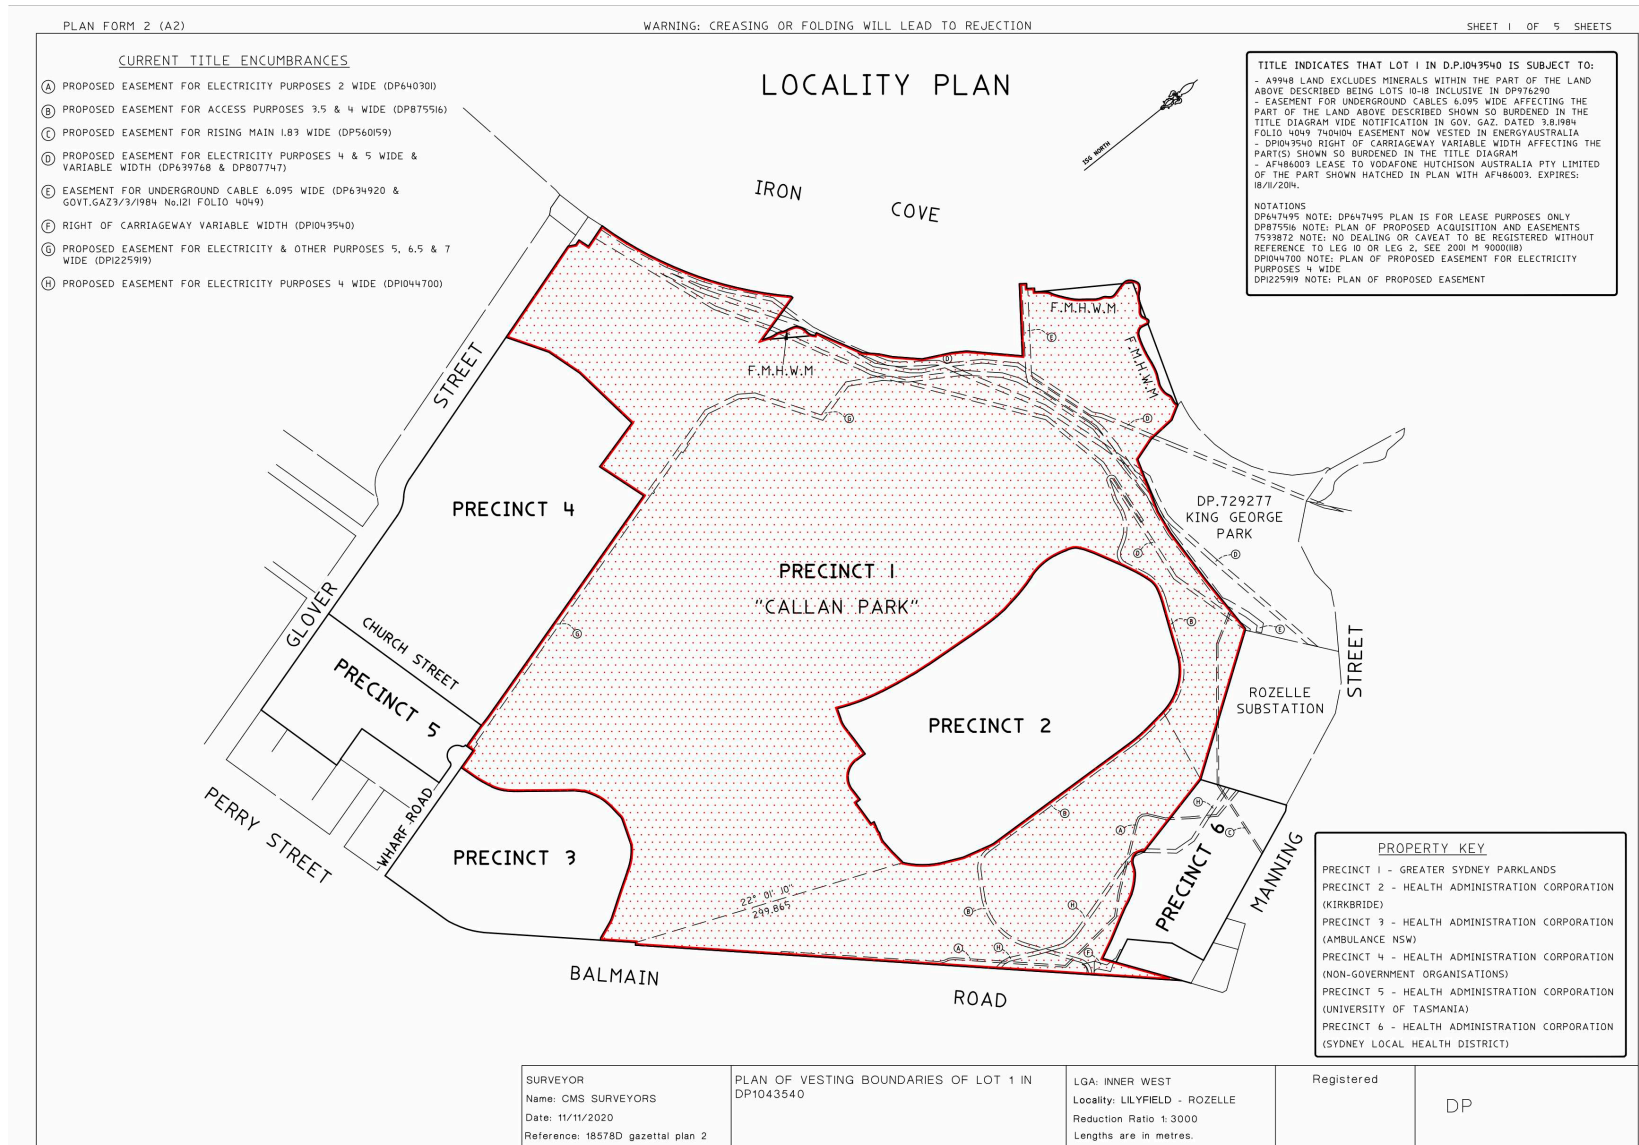 PLAN FORM 2 (A2)
WARNING: CREASING OR FOLDING WILL LEAD TO REJECTION
SHEET 1 OF 5 SHEETS
CURRENT TITLE ENCUMBRANCES
A PROPOSED EASEMENT FOR ELECTRICITY PURPOSES 2 WIDE (DP640301)
B PROPOSED EASEMENT FOR ACCESS PURPOSES 3.5 & 4 WIDE (DP875516)
C PROPOSED EASEMENT FOR RISING MAIN 1.83 WIDE (DP560159)
D PROPOSED EASEMENT FOR ELECTRICITY PURPOSES 4 & 5 WIDE &
VARIABLE WIDTH (DP639768 & DP807747)
E EASEMENT FOR UNDERGROUND CABLE 6.095 WIDE (DP634920 &
GOVT.GAZ3/3/1984 No.121 FOLIO 4049)
F RIGHT OF CARRIAGEWAY VARIABLE WIDTH (DP1043540)
G PROPOSED EASEMENT FOR ELECTRICITY & OTHER PURPOSES 5, 6.5 & 7
WIDE (DP1225919)
H PROPOSED EASEMENT FOR ELECTRICITY PURPOSES 4 WIDE (DP1044700)
LOCALITY PLAN
ISG NORTH
TITLE INDICATES THAT LOT 1 IN D.P.1043540 IS SUBJECT TO:
- A9948 LAND EXCLUDES MINERALS WITHIN THE PART OF THE LAND
ABOVE DESCRIBED BEING LOTS 10-18 INCLUSIVE IN DP976290
- EASEMENT FOR UNDERGROUND CABLES 6.095 WIDE AFFECTING THE
PART OF THE LAND ABOVE DESCRIBED SHOWN SO BURDENED IN THE
TITLE DIAGRAM VIDE NOTIFICATION IN GOV. GAZ. DATED 3.8.1984
FOLIO 4049 7404104 EASEMENT NOW VESTED IN ENERGYAUSTRALIA
- DP1043540 RIGHT OF CARRIAGEWAY VARIABLE WIDTH AFFECTING THE
PART(S) SHOWN SO BURDENED IN THE TITLE DIAGRAM
- AF486003 LEASE TO VODAFONE HUTCHISON AUSTRALIA PTY LIMITED
OF THE PART SHOWN HATCHED IN PLAN WITH AF486003. EXPIRES:
18/11/2014.
NOTATIONS
DP647495 NOTE: DP647495 PLAN IS FOR LEASE PURPOSES ONLY
DP875516 NOTE: PLAN OF PROPOSED ACQUISITION AND EASEMENTS
7533872 NOTE: NO DEALING OR CAVEAT TO BE REGISTERED WITHOUT
REFERENCE TO LEG 10 OR LEG 2, SEE 2001 M 9000(118)
DP1044700 NOTE: PLAN OF PROPOSED EASEMENT FOR ELECTRICITY
PURPOSES 4 WIDE
DP1225919 NOTE: PLAN OF PROPOSED EASEMENT
IRON
COVE
F.M.H.W.M
E
F.M.H.W.M
D
F.M.H.W.M
STREET
G
D
PRECINCT 4
DP.729277
KING GEORGE
PARK
D
D
PRECINCT 1
"CALLAN PARK"
GLOVER
G
B
E
CHURCH STREET
STREET
PRECINCT 5
ROZELLE
SUBSTATION
PRECINCT 2
PERRY STREET
WHARF ROAD
H
B
A
C
PRECINCT 6
MANNING
PRECINCT 3
22° 01' 10"
299.865
B
H
A
H
F
BALMAIN
ROAD
PROPERTY KEY
PRECINCT 1 - GREATER SYDNEY PARKLANDS
PRECINCT 2 - HEALTH ADMINISTRATION CORPORATION
(KIRKBRIDE)
PRECINCT 3 - HEALTH ADMINISTRATION CORPORATION
(AMBULANCE NSW)
PRECINCT 4 - HEALTH ADMINISTRATION CORPORATION
(NON-GOVERNMENT ORGANISATIONS)
PRECINCT 5 - HEALTH ADMINISTRATION CORPORATION
(UNIVERSITY OF TASMANIA)
PRECINCT 6 - HEALTH ADMINISTRATION CORPORATION
(SYDNEY LOCAL HEALTH DISTRICT)
SURVEYOR
Name: CMS SURVEYORS
Date: 11/11/2020
Reference: 18578D gazettal plan 2
PLAN OF VESTING BOUNDARIES OF LOT 1 IN
DP1043540
LGA: INNER WEST
Locality: LILYFIELD - ROZELLE
Reduction Ratio 1: 3000
Lengths are in metres.
Registered
DP